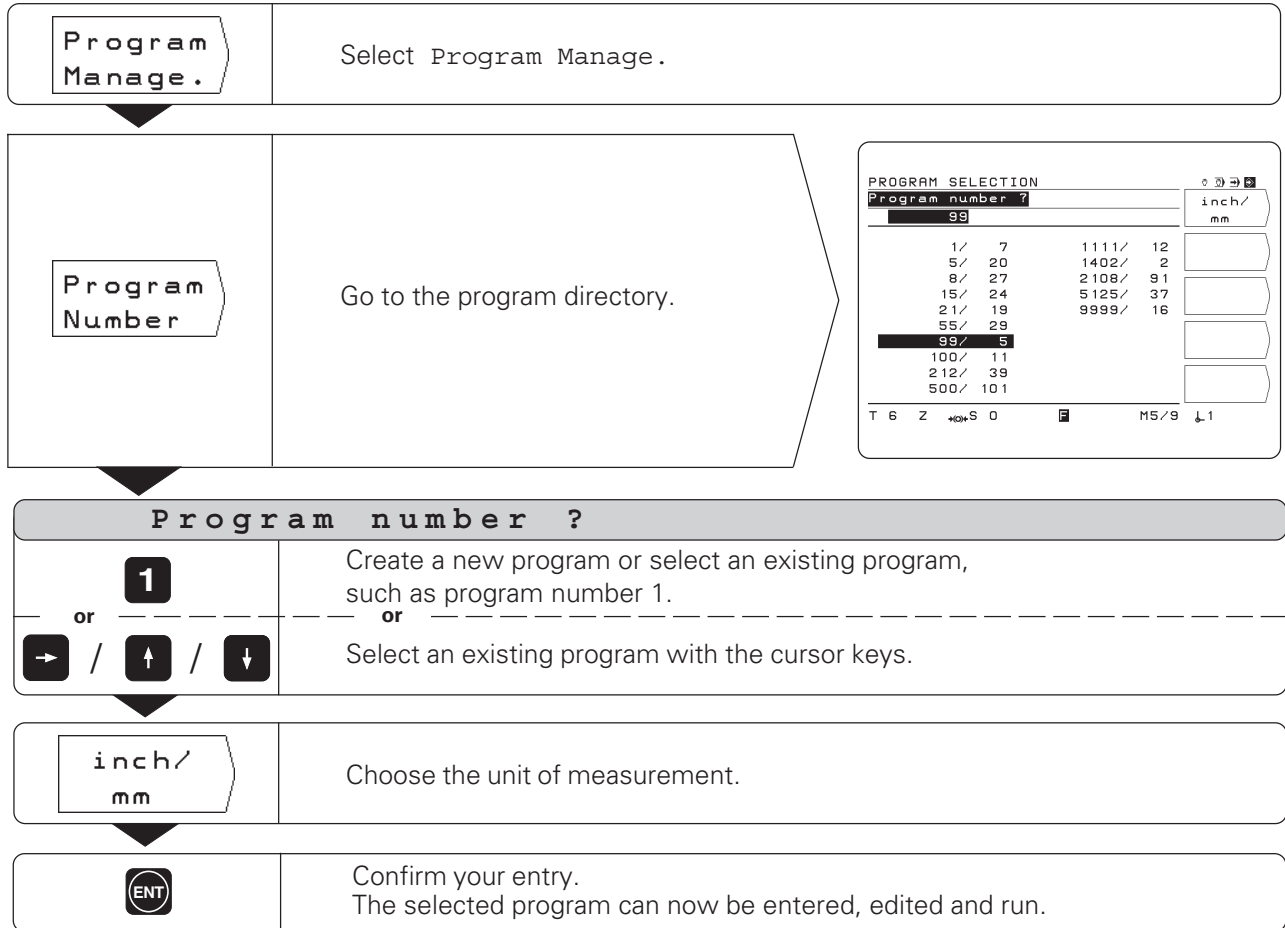 Program
Manage.
Select Program Manage.
Program
Number
Go to the program directory.
PROGRAM SELECTION
Program number ?
99
inch/
mm
1/ 7 1111/ 12
5/ 20 1402/ 2
8/ 27 2108/ 91
15/ 24 5125/ 37
21/ 19 9999/ 16
55/ 29
99/ 5
100/ 11
212/ 39
500/ 101
T 6 Z S 0 F M5/9 1
Program number ?
1
Create a new program or select an existing program,
such as program number 1.
or or
/ /
Select an existing program with the cursor keys.
inch/
mm
Choose the unit of measurement.
ENT
Confirm your entry.
The selected program can now be entered, edited and run.